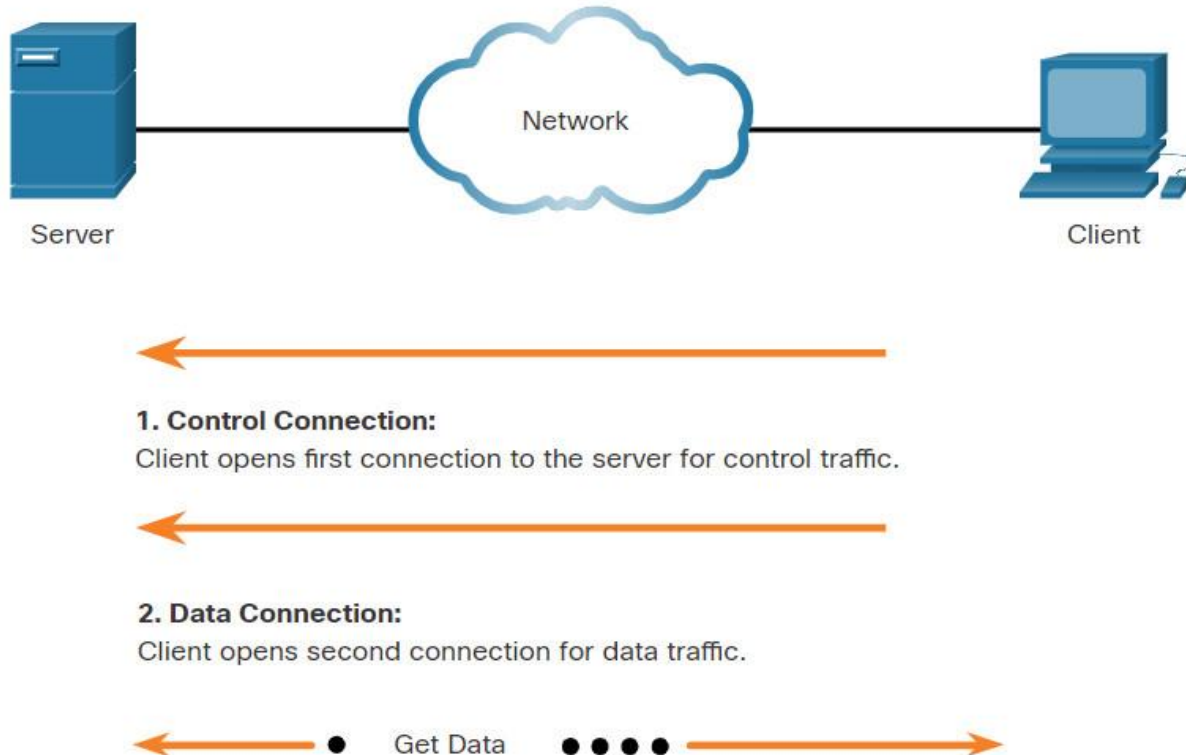 Network
Server
Client
1. Control Connection:
Client opens first connection to the server for control traffic.
2. Data Connection:
Client opens second connection for data traffic.
Get Data